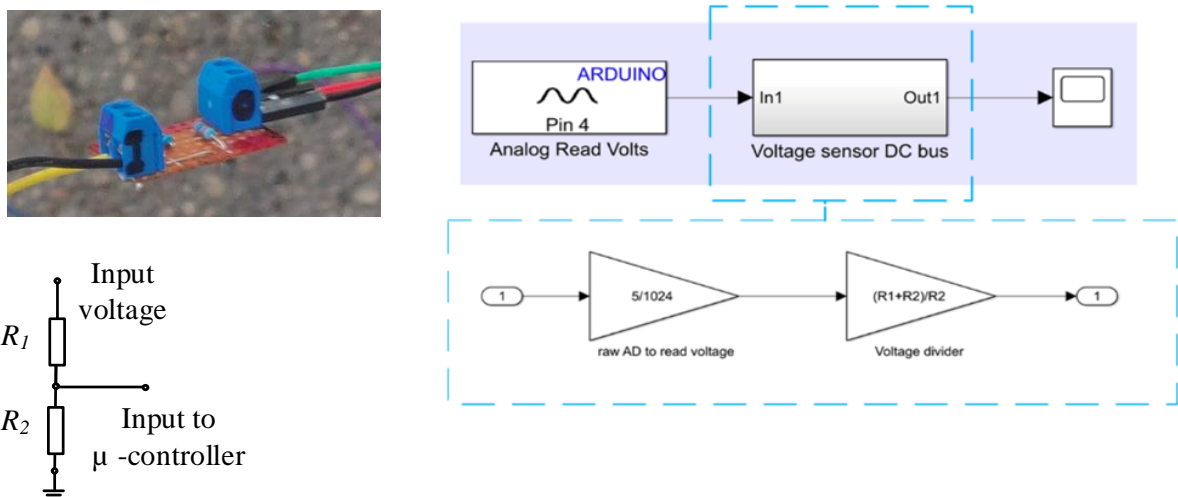 ARDUINO
Pin 4
Analog Read Volts
In1
Out1
Voltage sensor DC bus
Input
voltage
R1
R2
Input to
μ -controller
1
5/1024
raw AD to read voltage
(R1+R2)/R2
Voltage divider
1